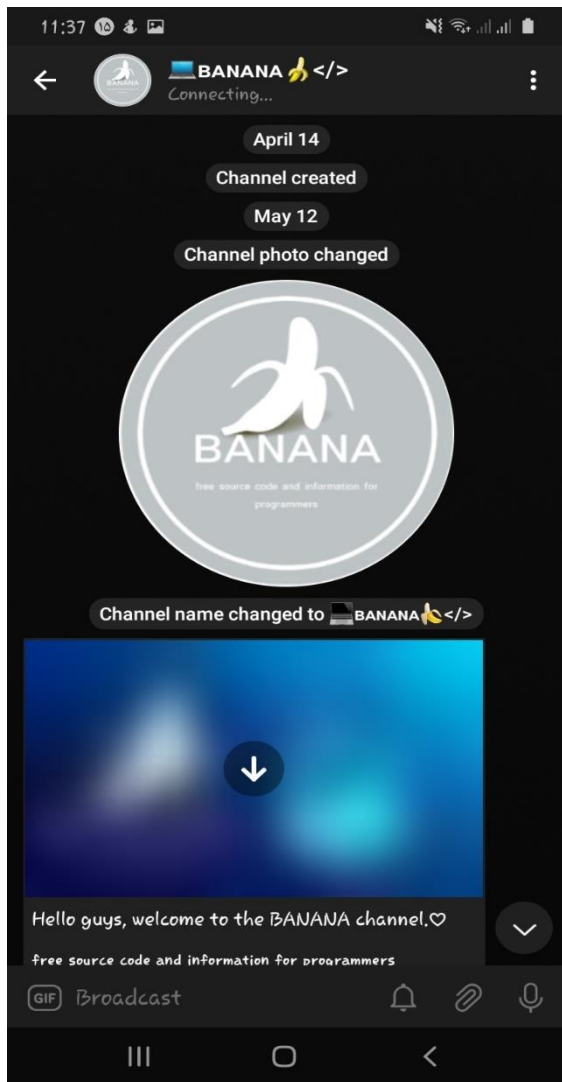 11:37 ۱۵
💻BANANA🍌</>
Connecting...
April 14
Channel created
May 12
Channel photo changed
BANANA
free source code and information for
programmers
Channel name changed to 💻BANANA🍌</>
Hello guys, welcome to the BANANA channel.♡
free source code and information for programmers
GIF Broadcast